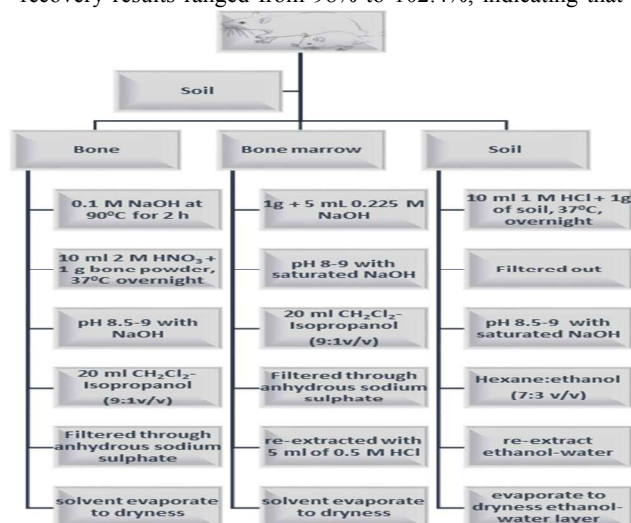 recovery results ranged from 98% to 102.4%, indicating that
Soil
Bone
0.1 M NaOH at
90°C for 2 h
10 ml 2 M HNO₃ +
1 g bone powder,
37°C overnight
pH 8.5-9 with
NaOH
20 ml CH₂Cl₂-
Isopropanol
(9:1v/v)
Filtered through
anhydrous sodium
sulphate
solvent evaporate
to dryness
Bone marrow
1g + 5 mL 0.225 M
NaOH
pH 8-9 with
saturated NaOH
20 ml CH₂Cl₂-
Isopropanol
(9:1v/v)
Filtered through
anhydrous sodium
sulphate
re-extracted with
5 ml of 0.5 M HCl
solvent evaporate
to dryness
Soil
10 ml 1 M HCl + 1g
of soil, 37°C,
overnight
Filtered out
pH 8.5-9 with
saturated NaOH
Hexane:ethanol
(7:3 v/v)
re-extract
ethanol-water
evaporate to
dryness ethanol-
water layer